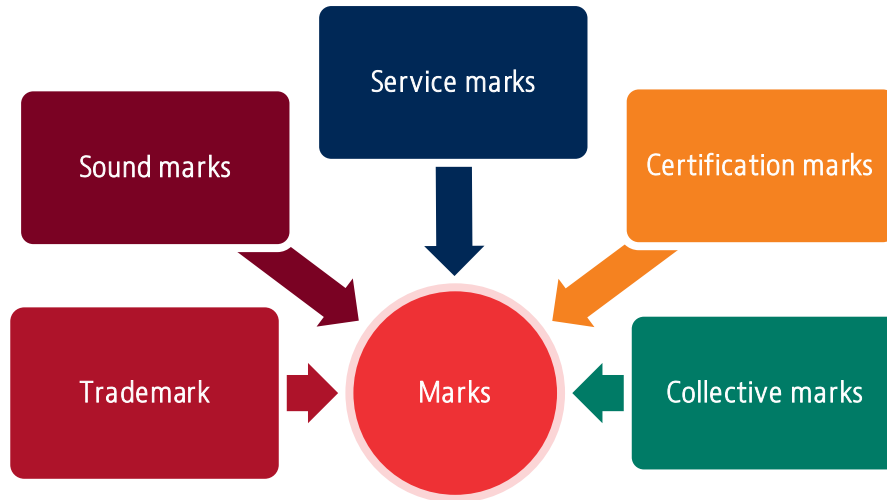 Service marks
Sound marks
Certification marks
Trademark
Marks
Collective marks